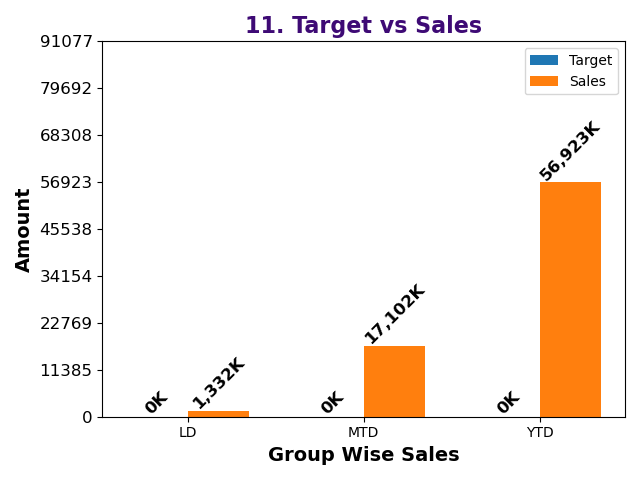 11. Target vs Sales
Target
Sales
Amount
91077
79692
68308
56923
45538
34154
22769
11385
0
0K
1,332K
0K
17,102K
0K
56,923K
LD
MTD
YTD
Group Wise Sales